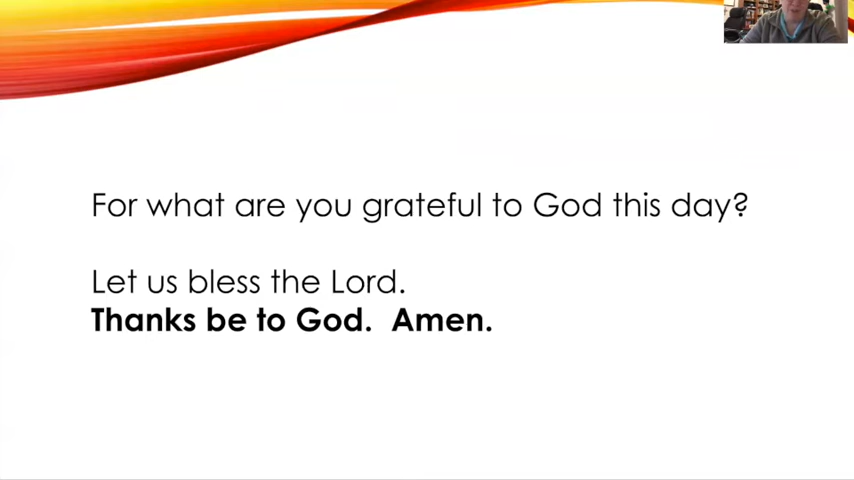 For what are you grateful to God this day?
Let us bless the Lord.
Thanks be to God.  Amen.